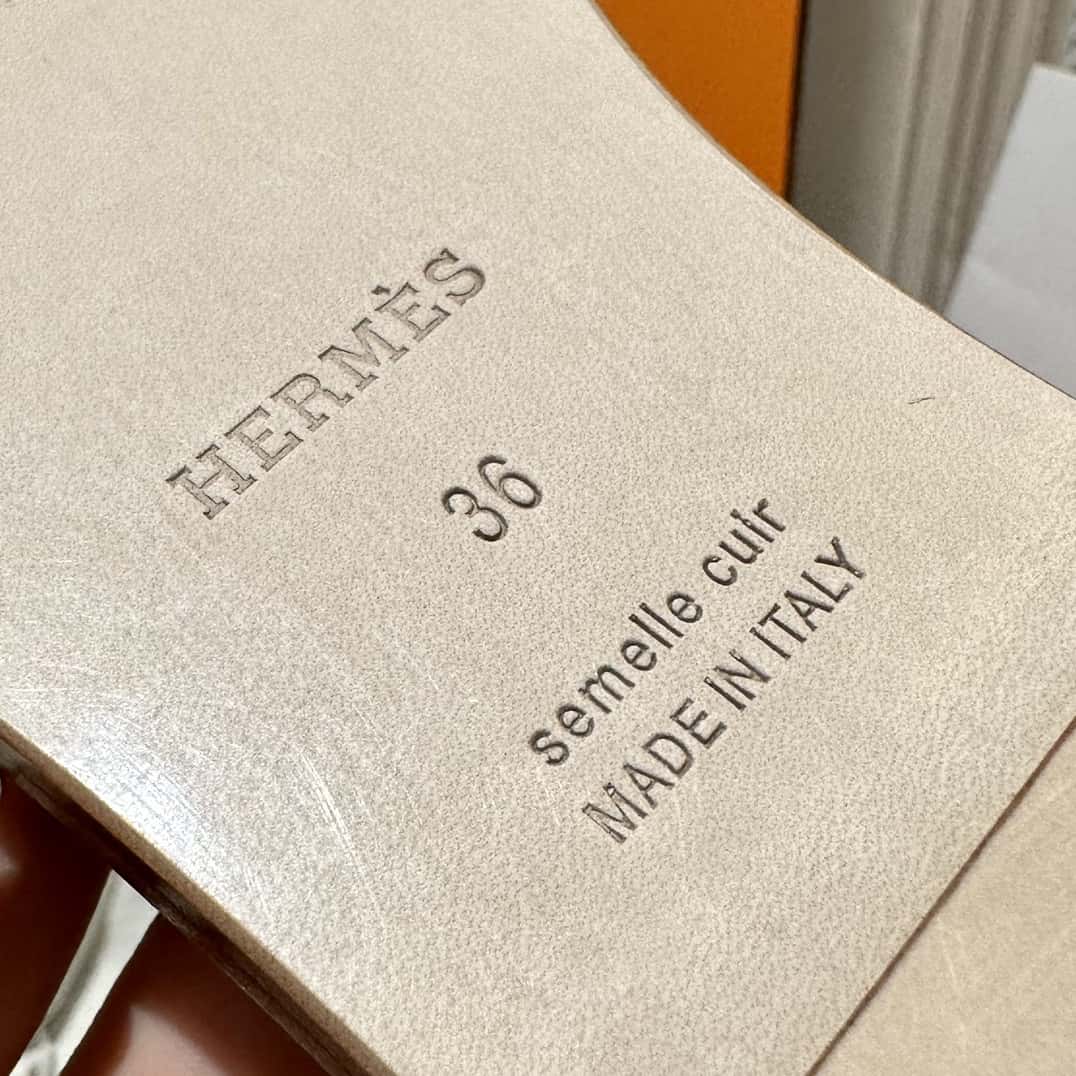 HERMÈS
36
semelle cuir
MADE IN ITALY